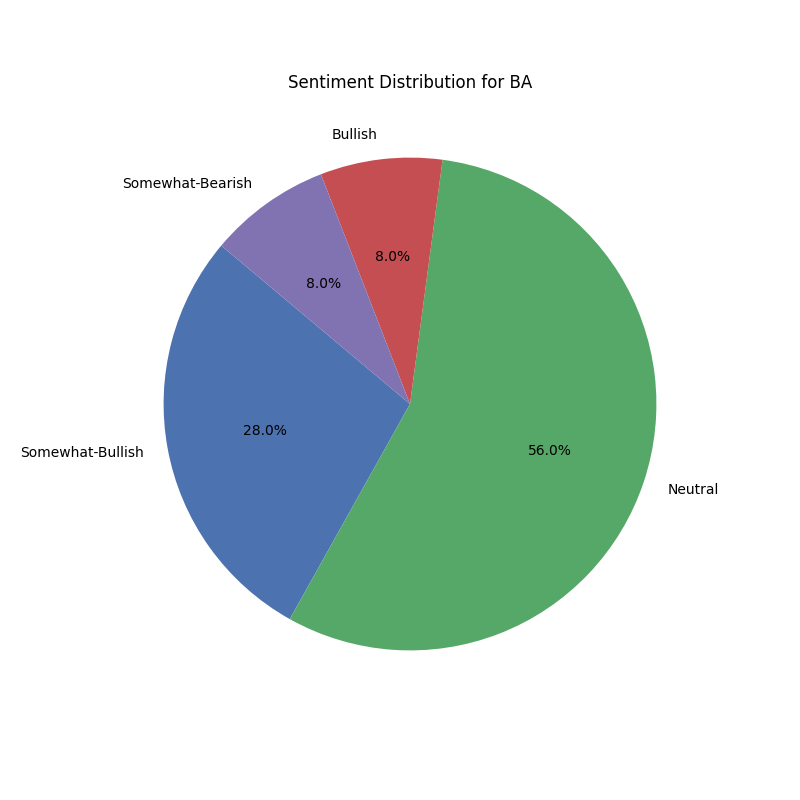 Sentiment Distribution for BA
Bullish
Somewhat-Bearish
8.0%
8.0%
28.0%
Somewhat-Bullish
56.0%
Neutral